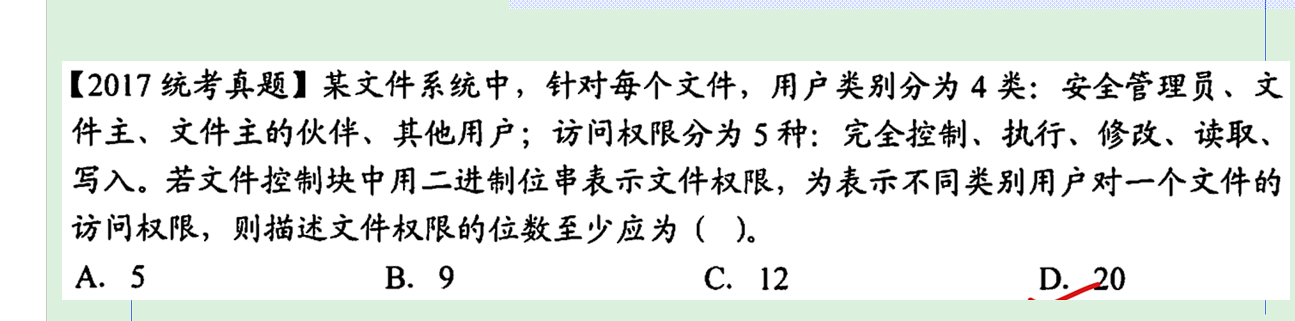 【2017 统考真题】某文件系统中，针对每个文件，用户类别分为 4 类：安全管理员、文
件主、文件主的伙伴、其他用户；访问权限分为 5 种：完全控制、执行、修改、读取、
写入。若文件控制块中用二进制位串表示文件权限，为表示不同类别用户对一个文件的
访问权限，则描述文件权限的位数至少应为（ ）。
A. 5 B. 9 C. 12 D. 20